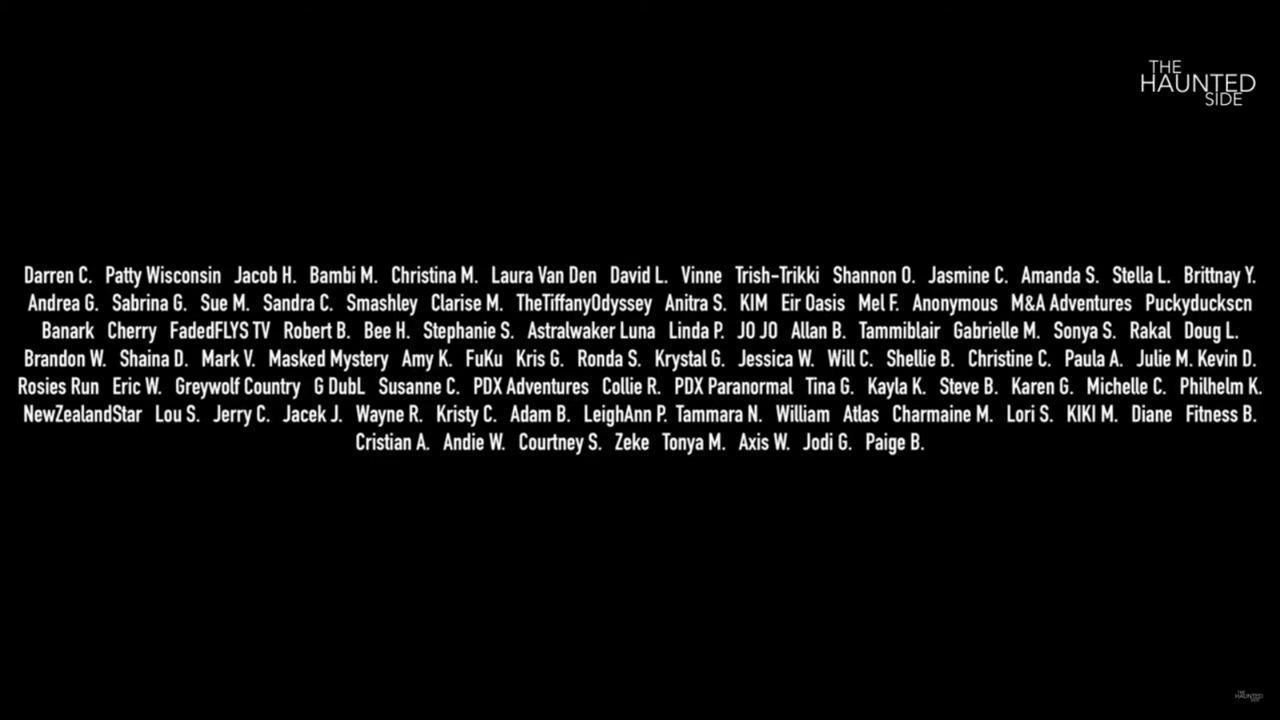 THE
HAUNTED
SIDE
Darren C. Patty Wisconsin Jacob H. Bambi M. Christina M. Laura Van Den David L. Vinne Trish-Trikki Shannon O. Jasmine C. Amanda S. Stella L. Brittnay Y.
Andrea G. Sabrina G. Sue M. Sandra C. Smashley Clarise M. TheTiffanyOdyssey Anitra S. KIM Eir Oasis Mel F. Anonymous M&A Adventures Puckyduckscn
Banark Cherry FadedFLYS TV Robert B. Bee H. Stephanie S. Astralwaker Luna Linda P. JO JO Allan B. Tammiblair Gabrielle M. Sonya S. Rakal Doug L.
Brandon W. Shaina D. Mark V. Masked Mystery Amy K. FuKu Kris G. Ronda S. Krystal G. Jessica W. Will C. Shellie B. Christine C. Paula A. Julie M. Kevin D.
Rosies Run Eric W. Greywolf Country G DubL Susanne C. PDX Adventures Collie R. PDX Paranormal Tina G. Kayla K. Steve B. Karen G. Michelle C. Philhelm K.
NewZealandStar Lou S. Jerry C. Jacek J. Wayne R. Kristy C. Adam B. LeighAnn P. Tammara N. William Atlas Charmaine M. Lori S. KIKI M. Diane Fitness B.
Cristian A. Andie W. Courtney S. Zeke Tonya M. Axis W. Jodi G. Paige B.
THE
HAUNTED
SIDE